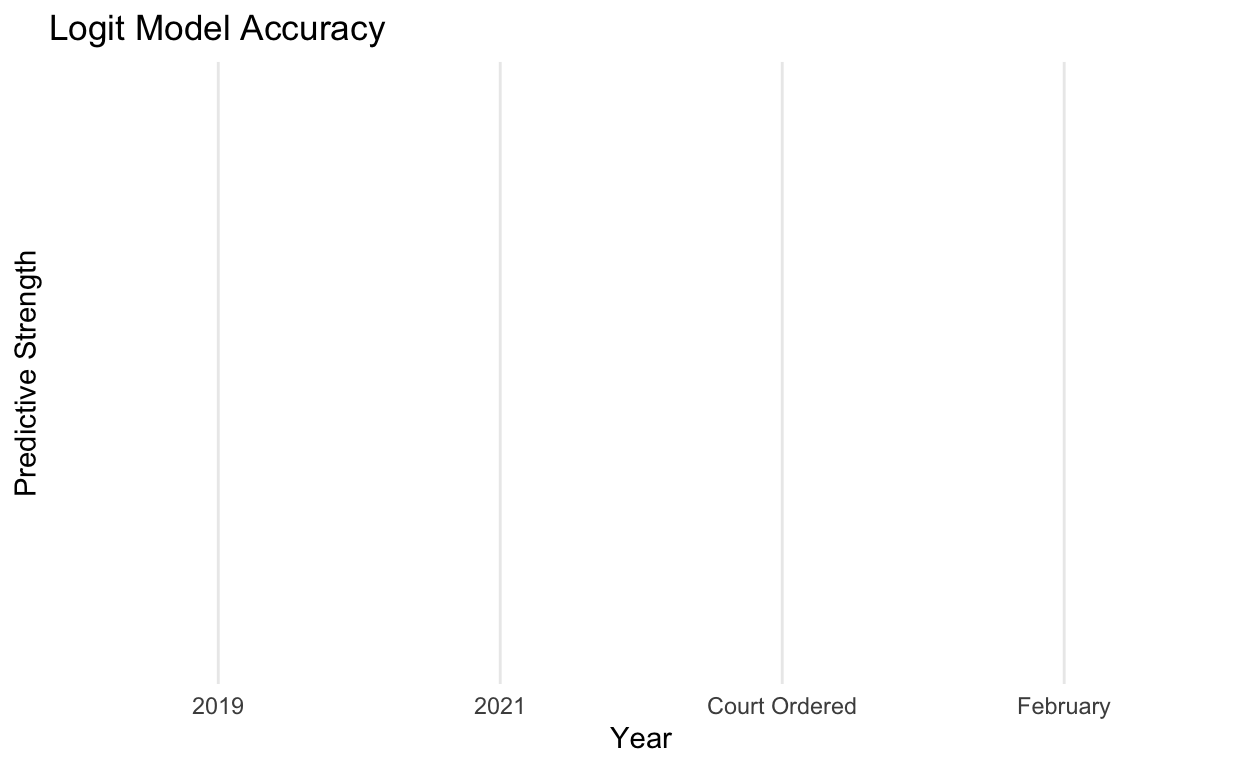 Logit Model Accuracy
Predictive Strength
2019
2021
Court Ordered
February
Year